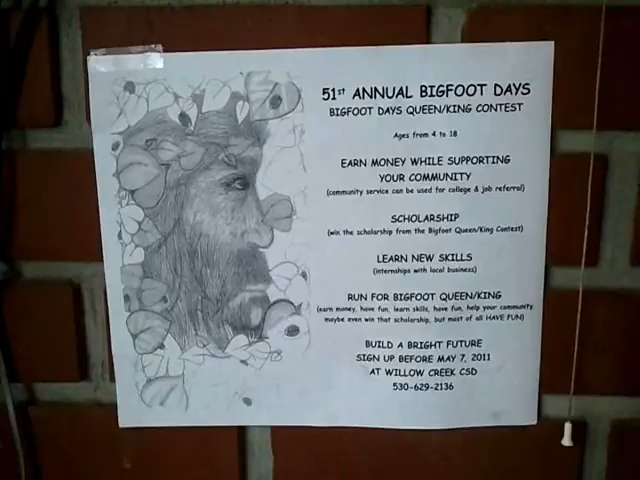 51st ANNUAL BIGFOOT DAYS
BIGFOOT DAYS QUEEN/KING CONTEST
Ages from 4 to 18
EARN MONEY WHILE SUPPORTING
YOUR COMMUNITY
(community service can be used for college & job referral)
SCHOLARSHIP
(win the scholarship from the Bigfoot Queen/King Contest)
LEARN NEW SKILLS
(internships with local business)
RUN FOR BIGFOOT QUEEN/KING
(earn money, have fun, learn skills, have fun, help your community
maybe even win that scholarship, but most of all HAVE FUN)
BUILD A BRIGHT FUTURE
SIGN UP BEFORE MAY 7, 2011
AT WILLOW CREEK CSD
530-629-2136